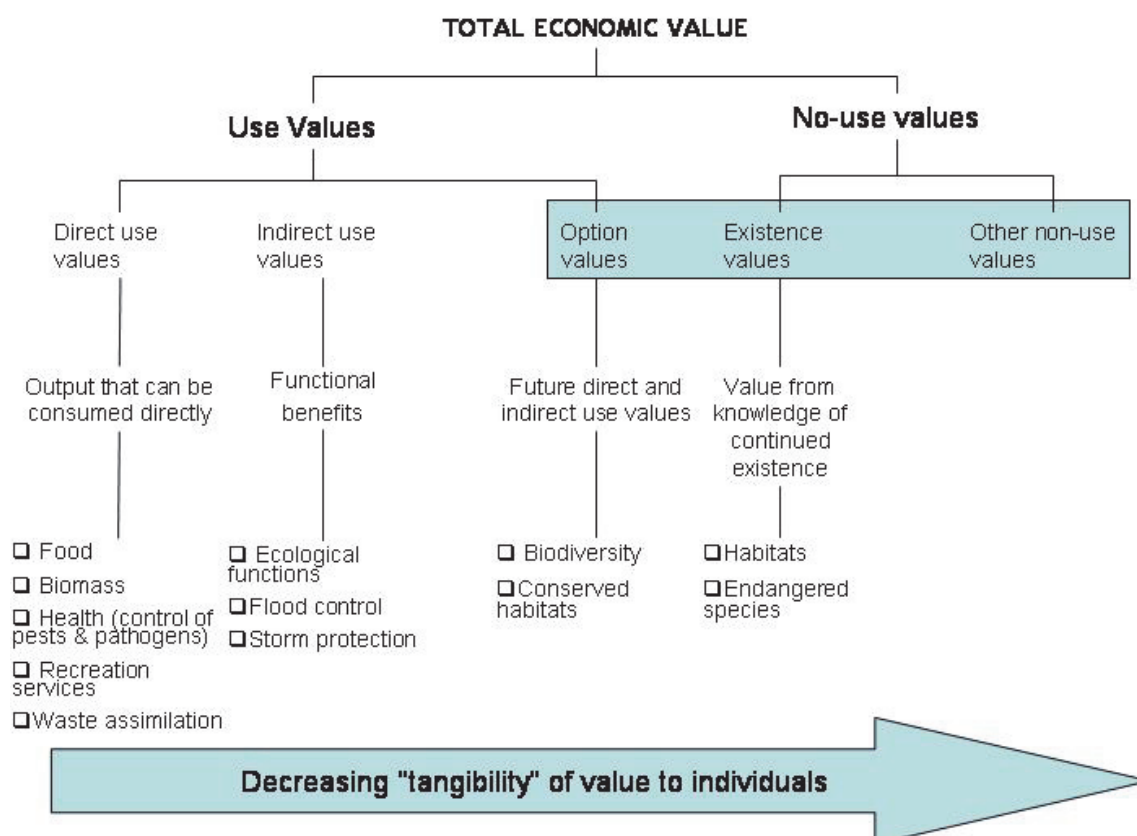 TOTAL ECONOMIC VALUE
Use Values
No-use values
Direct use
values
Indirect use
values
Option
values
Existence
values
Other non-use
values
Output that can be
consumed directly
Functional
benefits
Future direct and
indirect use values
Value from
knowledge of
continued
existence
❑ Food
❑ Biomass
❑ Health (control of
pests & pathogens)
❑ Recreation
services
❑Waste assimilation
❑ Ecological
functions
❑Flood control
❑Storm protection
❑ Biodiversity
❑Conserved
habitats
❑Habitats
❑Endangered
species
Decreasing "tangibility" of value to individuals